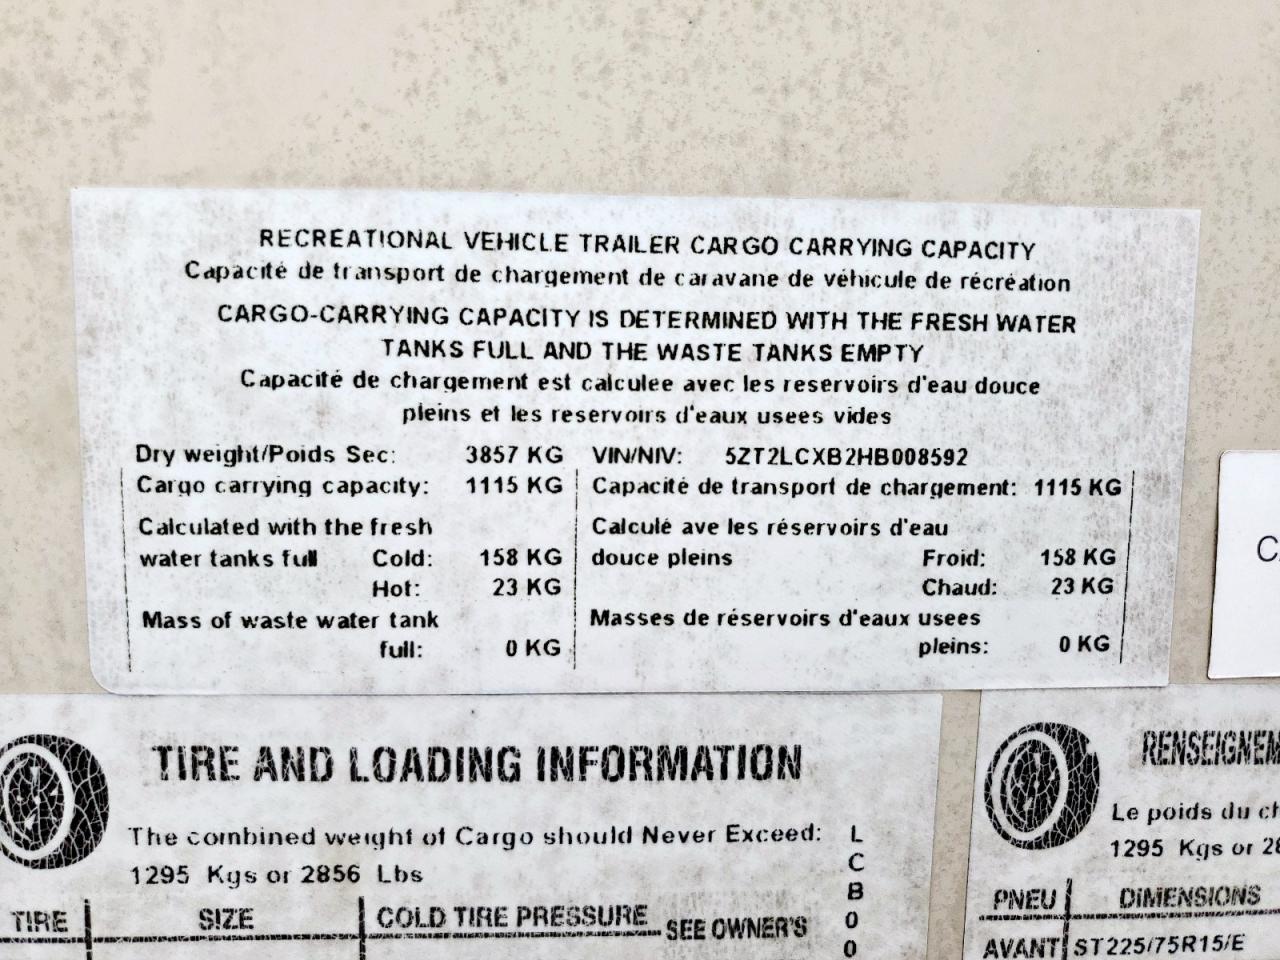 RECREATIONAL VEHICLE TRAILER CARGO CARRYING CAPACITY
Capacité de transport de chargement de caravane de véhicule de récréation
CARGO-CARRYING CAPACITY IS DETERMINED WITH THE FRESH WATER
TANKS FULL AND THE WASTE TANKS EMPTY
Capacité de chargement est calculee avec les reservoirs d'eau douce
pleins et les reservoirs d'eaux usees vides
Dry weight/Poids Sec: 3857 KG VIN/NIV: 5ZT2LCXB2HB008592
Cargo carrying capacity: 1115 KG Capacité de transport de chargement: 1115 KG
Calculated with the fresh Calculé ave les réservoirs d'eau
water tanks full Cold: 158 KG douce pleins Froid: 158 KG
Hot: 23 KG Chaud: 23 KG
Mass of waste water tank Masses de réservoirs d'eaux usees
full: 0 KG pleins: 0 KG
TIRE AND LOADING INFORMATION
The combined weight of Cargo should Never Exceed:
1295 Kgs or 2856 Lbs
TIRE SIZE COLD TIRE PRESSURE SEE OWNER'S
L
C
B
0
0
Le poids du
1295 Kgs or
PNEU DIMENSIONS
AVANT ST225/75R15/E